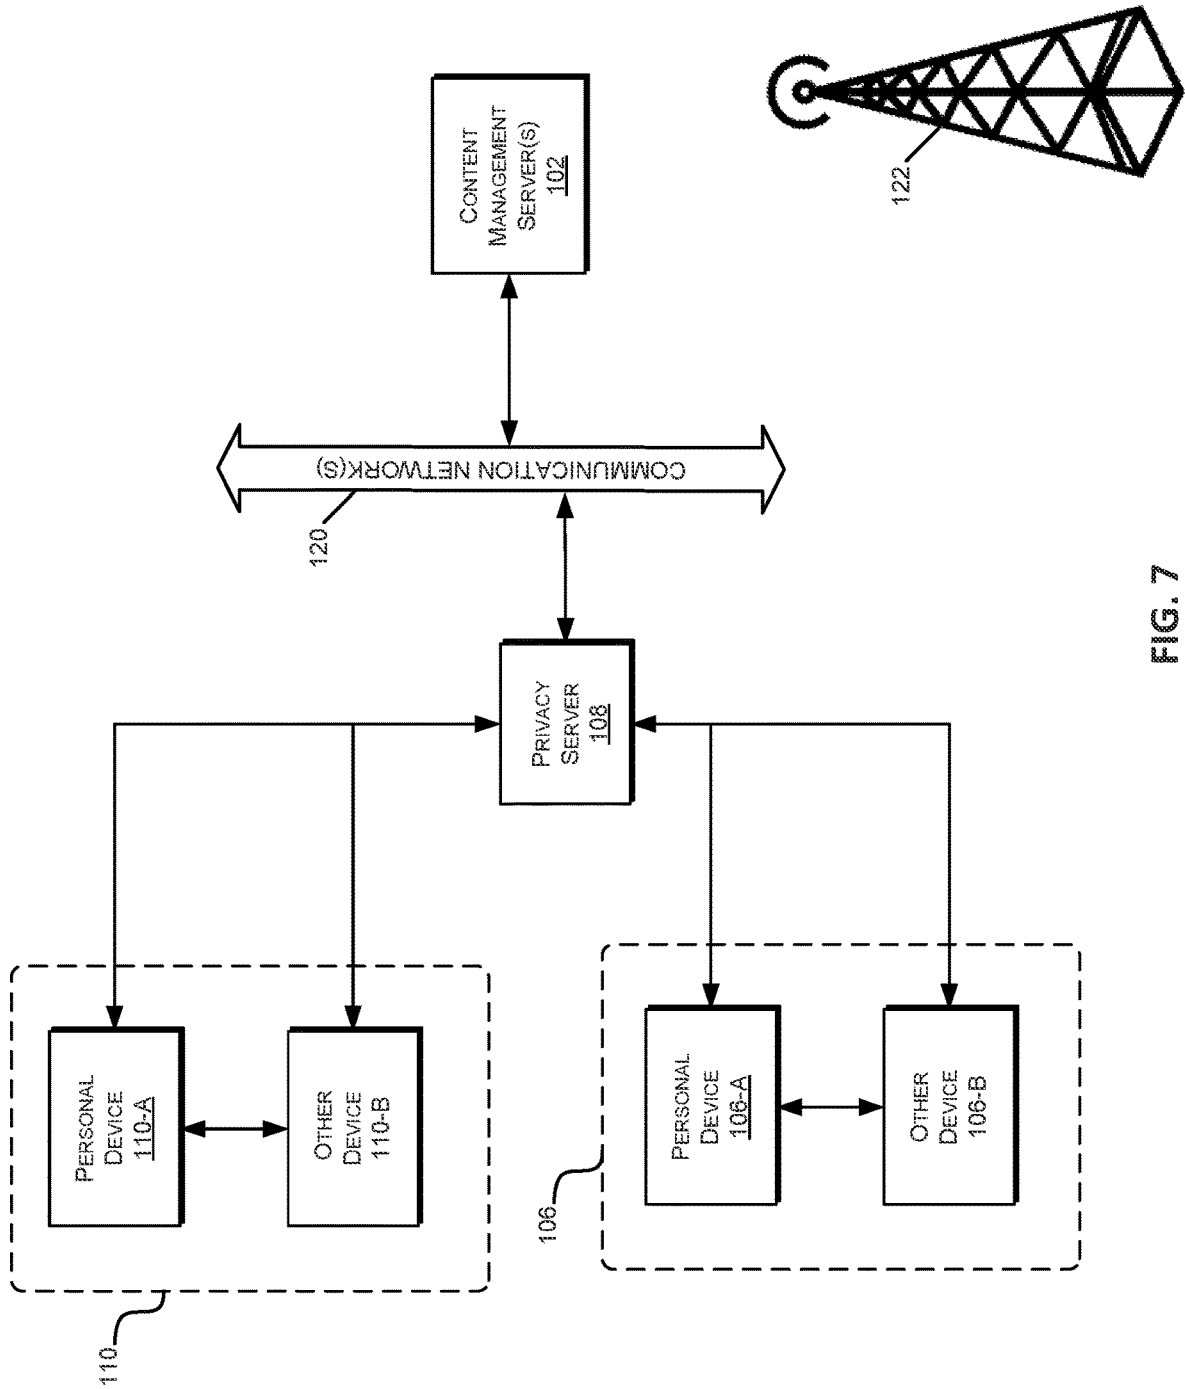 110
PERSONAL
DEVICE
110-A
OTHER
DEVICE
110-B
106
PERSONAL
DEVICE
106-A
OTHER
DEVICE
106-B
PRIVACY
SERVER
108
120
COMMUNICATION NETWORK(S)
CONTENT
MANAGEMENT
SERVER(S)
102
122
FIG. 7